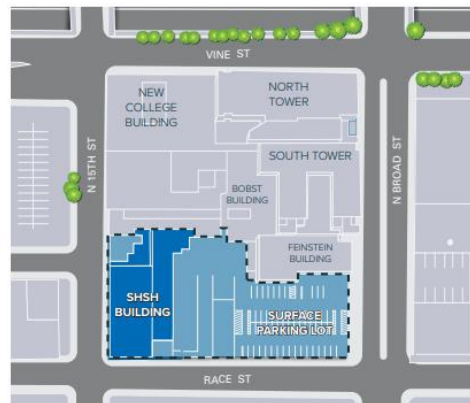 VINE ST
NEW
COLLEGE
BUILDING
NORTH
TOWER
N 15TH ST
SOUTH TOWER
N BROAD ST
BOBST
BUILDING
FEINSTEIN
BUILDING
SHSH
BUILDING
SURFACE
PARKING LOT
RACE ST